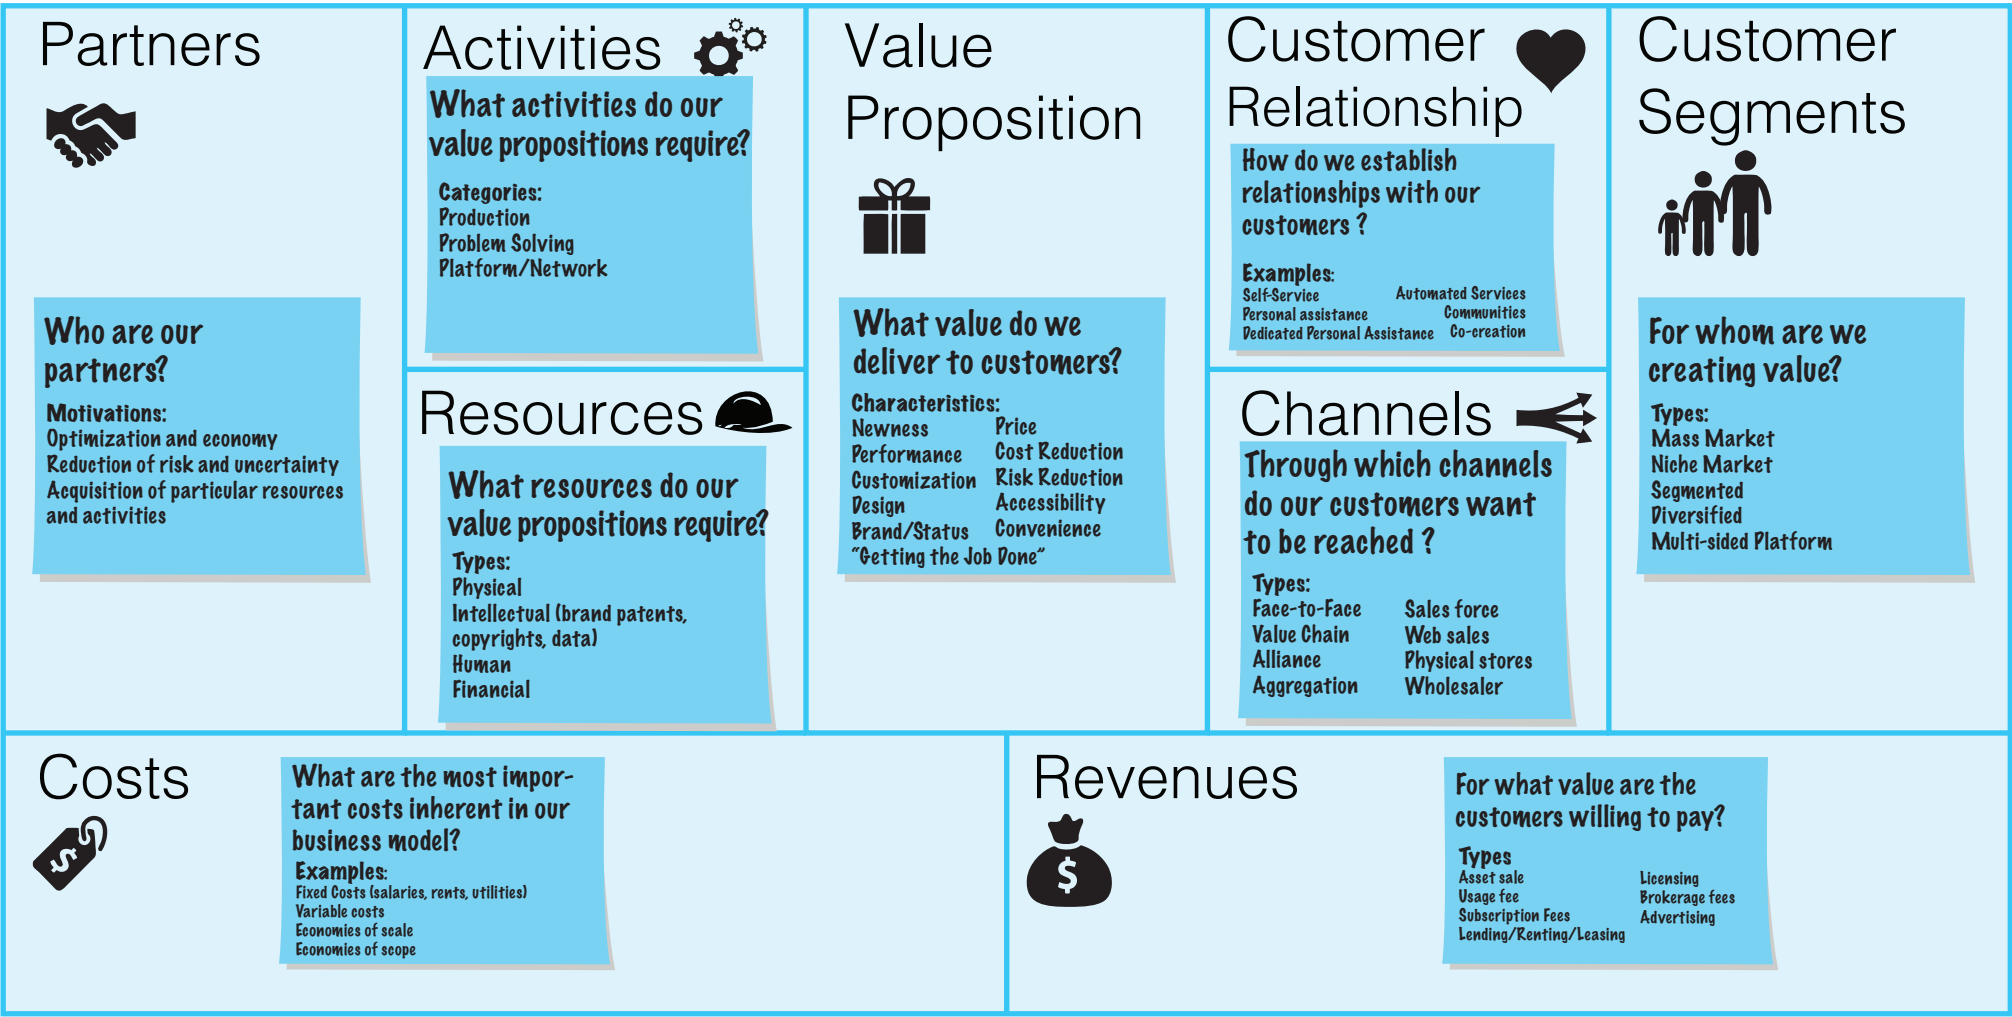 Partners
Who are our
partners?
Motivations:
Optimization and economy
Reduction of risk and uncertainty
Acquisition of particular resources
and activities
Activities
What activities do our
value propositions require?
Categories:
Production
Problem Solving
Platform/Network
Resources
What resources do our
value propositions require?
Types:
Physical
Intellectual (brand patents,
copyrights, data)
Human
Financial
Value
Proposition
What value do we
deliver to customers?
Characteristics:
Newness
Performance
Customization
Design
Brand/Status
"Getting the Job Done"
Price
Cost Reduction
Risk Reduction
Accessibility
Convenience
Customer
Relationship
How do we establish
relationships with our
customers ?
Examples:
Self-Service
Personal assistance
Dedicated Personal Assistance
Automated Services
Communities
Co-creation
Channels
Through which channels
do our customers want
to be reached ?
Types:
Face-to-Face
Value Chain
Alliance
Aggregation
Sales force
Web sales
Physical stores
Wholesaler
Customer
Segments
For whom are we
creating value?
Types:
Mass Market
Niche Market
Segmented
Diversified
Multi-sided Platform
Costs
$
What are the most impor-
tant costs inherent in our
business model?
Examples:
Fixed Costs (salaries, rents, utilities)
Variable costs
Economies of scale
Economies of scope
Revenues
$
For what value are the
customers willing to pay?
Types
Asset sale
Usage fee
Subscription Fees
Lending/Renting/Leasing
Licensing
Brokerage fees
Advertising